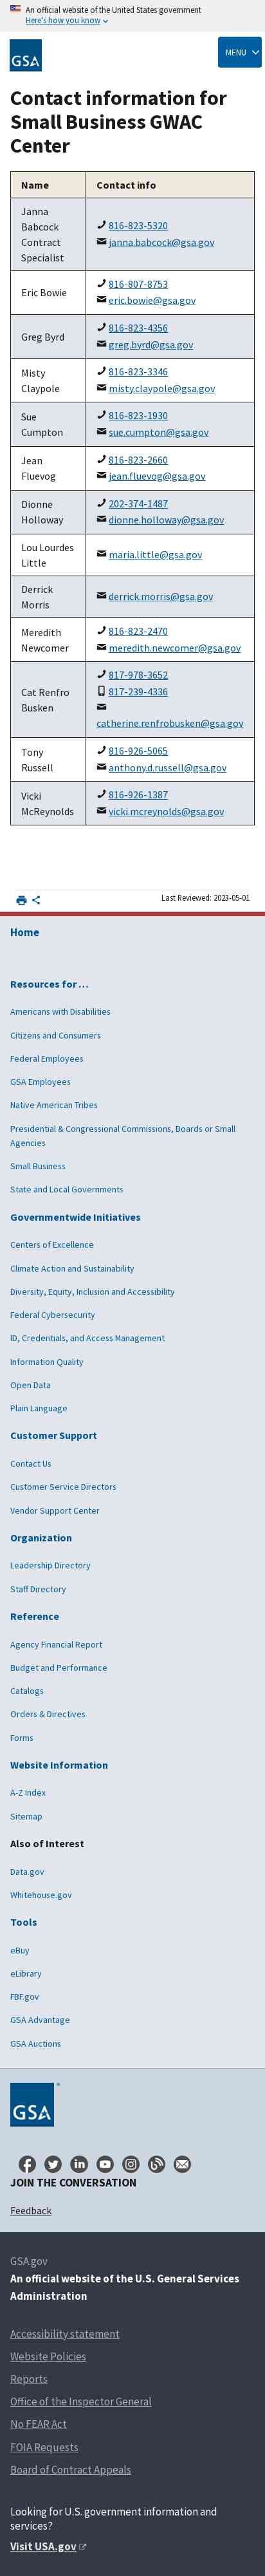 An official website of the United States government
Here's how you know
GSA
MENU
Contact information for
Small Business GWAC
Center
Name Contact info
Janna
Babcock
Contract
Specialist
816-823-5320
janna.babcock@gsa.gov
Eric Bowie
816-807-8753
eric.bowie@gsa.gov
Greg Byrd
816-823-4356
greg.byrd@gsa.gov
Misty
Claypole
816-823-3346
misty.claypole@gsa.gov
Sue
Cumpton
816-823-1930
sue.cumpton@gsa.gov
Jean
Fluevog
816-823-2660
jean.fluevog@gsa.gov
Dionne
Holloway
202-374-1487
dionne.holloway@gsa.gov
Lou Lourdes
Little
maria.little@gsa.gov
Derrick
Morris
derrick.morris@gsa.gov
Meredith
Newcomer
816-823-2470
meredith.newcomer@gsa.gov
Cat Renfro
Busken
817-978-3652
817-239-4336
catherine.renfrobusken@gsa.gov
Tony
Russell
816-926-5065
anthony.d.russell@gsa.gov
Vicki
McReynolds
816-926-1387
vicki.mcreynolds@gsa.gov
Last Reviewed: 2023-05-01
Home
Resources for …
Americans with Disabilities
Citizens and Consumers
Federal Employees
GSA Employees
Native American Tribes
Presidential & Congressional Commissions, Boards or Small
Agencies
Small Business
State and Local Governments
Governmentwide Initiatives
Centers of Excellence
Climate Action and Sustainability
Diversity, Equity, Inclusion and Accessibility
Federal Cybersecurity
ID, Credentials, and Access Management
Information Quality
Open Data
Plain Language
Customer Support
Contact Us
Customer Service Directors
Vendor Support Center
Organization
Leadership Directory
Staff Directory
Reference
Agency Financial Report
Budget and Performance
Catalogs
Orders & Directives
Forms
Website Information
A-Z Index
Sitemap
Also of Interest
Data.gov
Whitehouse.gov
Tools
eBuy
eLibrary
FBF.gov
GSA Advantage
GSA Auctions
GSA
JOIN THE CONVERSATION
Feedback
GSA.gov
An official website of the U.S. General Services
Administration
Accessibility statement
Website Policies
Reports
Office of the Inspector General
No FEAR Act
FOIA Requests
Board of Contract Appeals
Looking for U.S. government information and
services?
Visit USA.gov